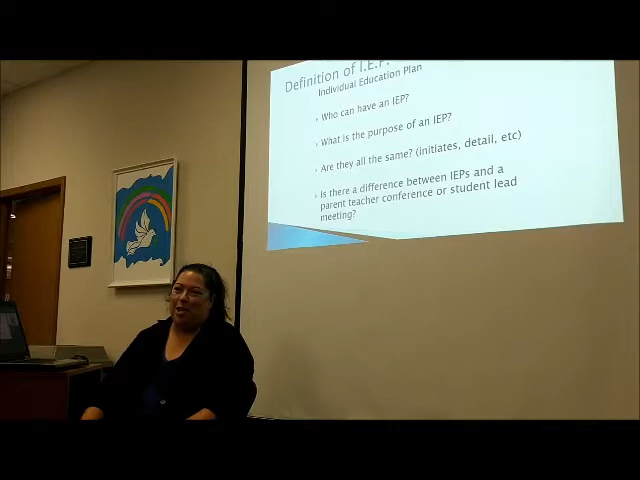 Definition of I.E.P.
Individual Education Plan
Who can have an IEP?
What is the purpose of an IEP?
Are they all the same? (initiates, detail, etc)
Is there a difference between IEPs and a
parent teacher conference or student lead
meeting?